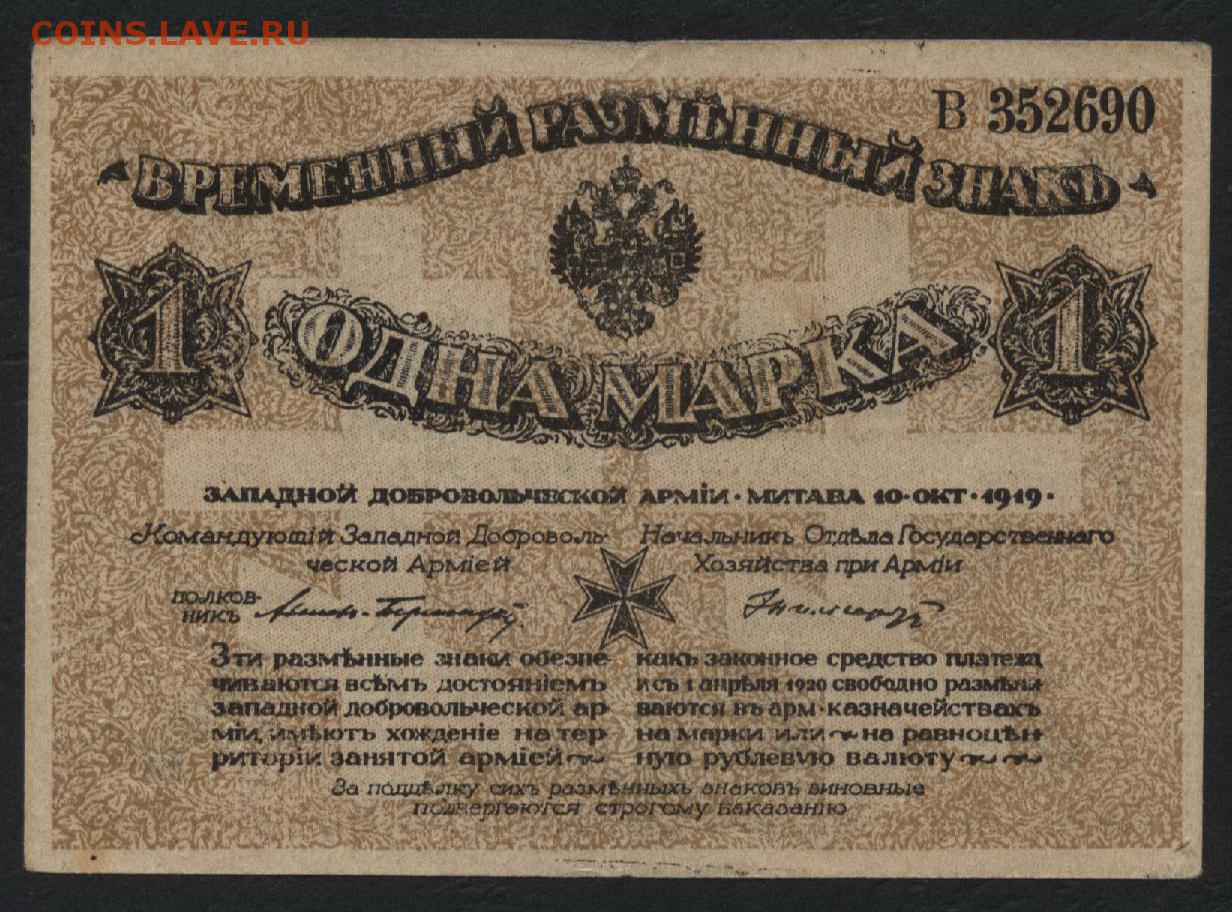 COINS.LAVE.RU
В 352690
ВРЕМЕННЫЙ РАЗМѢННЫЙ ЗНАКЪ
1 ОДНА МАРКА 1
ЗАПАДНОЙ ДОБРОВОЛЬЧЕСКОЙ АРМІИ · МИТАВА 10 · ОКТ · 1919 ·
Командующій Западной Доброволь-
ческой Арміей
полков-
никъ
Начальникъ Отдѣла Государственнаго
Хозяйства при Арміи
Эти размѣнные знаки обезпе-
чиваются всѣмъ достояніемъ
западной добровольческой ар-
міи, имѣютъ хожденіе на тер-
риторіи занятой арміей
какъ законное средство платежа
и съ 1 апрѣля 1920 свободно размѣни-
ваются въ арм · казначействахъ
на марки или на равноцѣн-
ную рублевую валюту
За поддѣлку сихъ размѣнныхъ знаковъ виновные
подвергаются строгому наказанію